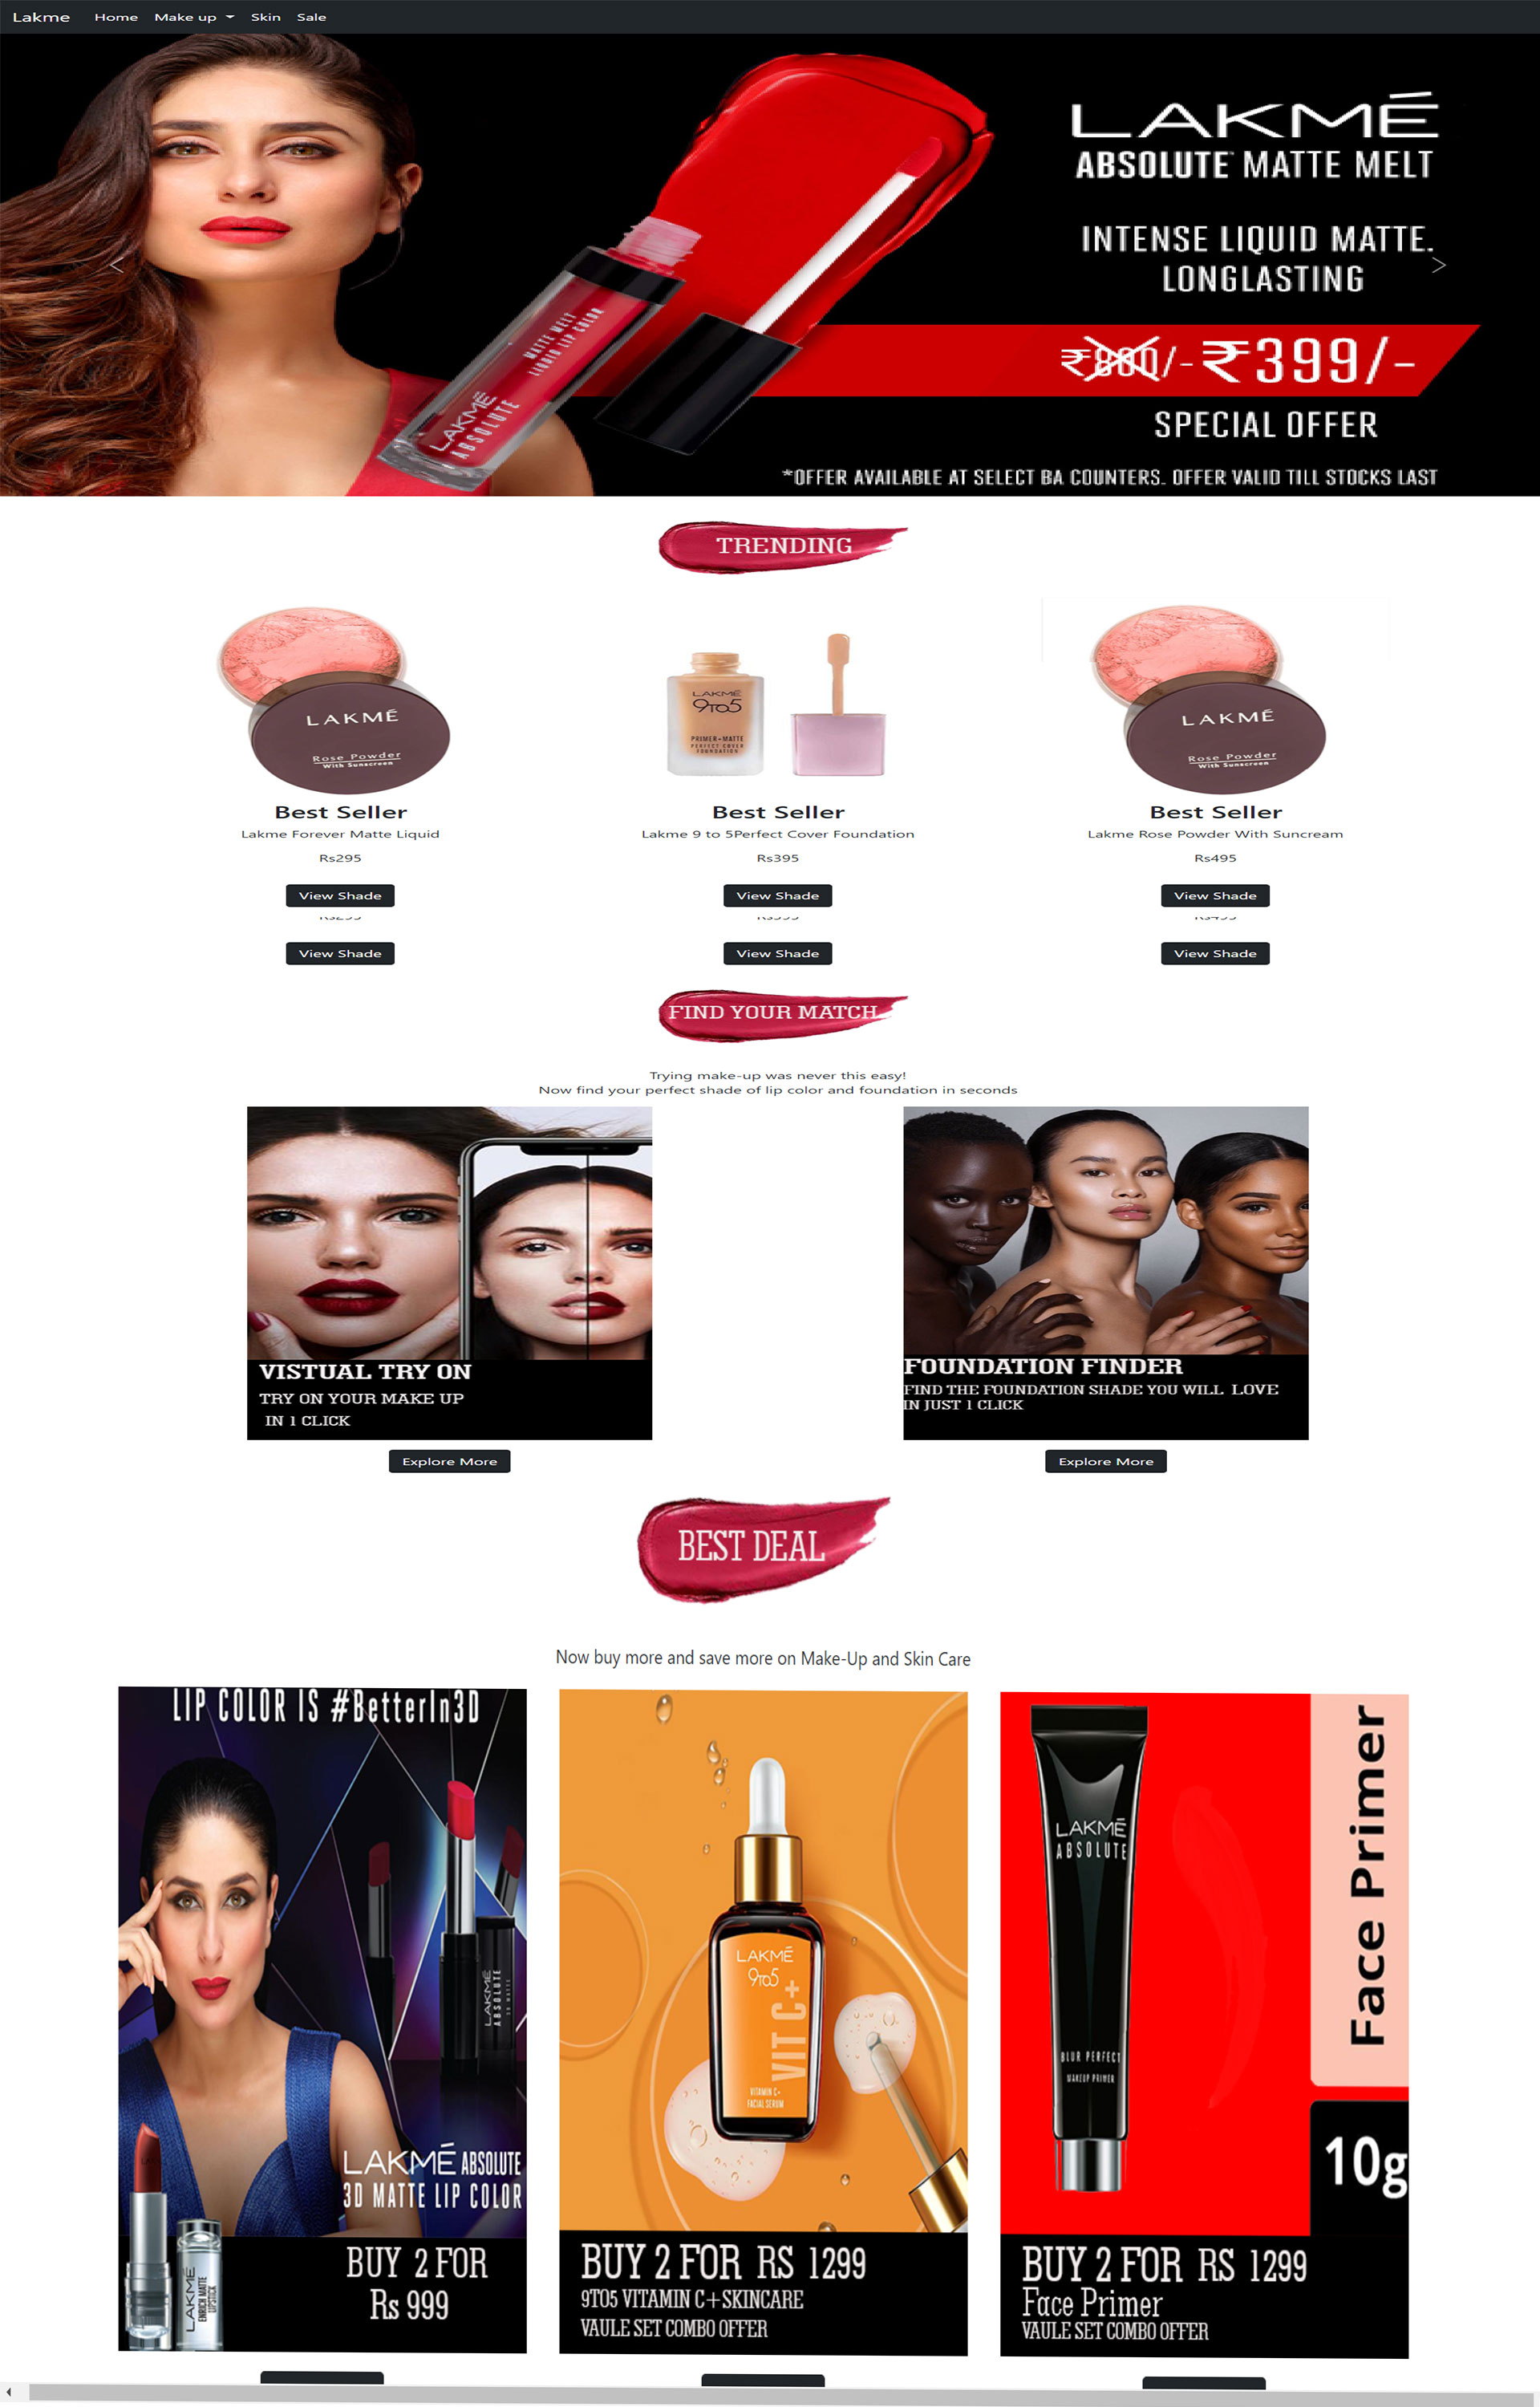 Lakme Home Make up Skin Sale
LAKMÉ
ABSOLUTE MATTE MELT
INTENSE LIQUID MATTE.
LONGLASTING
₹800/- ₹399/-
SPECIAL OFFER
*OFFER AVAILABLE AT SELECT BA COUNTERS. OFFER VALID TILL STOCKS LAST
MATTE MELT
LIQUID LIP COLOR
LAKMÉ
ABSOLUTE
TRENDING
LAKMÉ
Rose Powder
With Sunscreen
LAKMÉ
9TO5
PRIMER+MATTE
PERFECT COVER
FOUNDATION
LAKMÉ
Rose Powder
With Sunscreen
Best Seller
Lakme Forever Matte Liquid
Rs295
View Shade
Best Seller
Lakme 9 to 5Perfect Cover Foundation
Rs395
View Shade
Best Seller
Lakme Rose Powder With Suncream
Rs495
View Shade
View Shade
View Shade
View Shade
FIND YOUR MATCH
Trying make-up was never this easy!
Now find your perfect shade of lip color and foundation in seconds
VISTUAL TRY ON
TRY ON YOUR MAKE UP
IN 1 CLICK
Explore More
FOUNDATION FINDER
FIND THE FOUNDATION SHADE YOU WILL LOVE
IN JUST 1 CLICK
Explore More
BEST DEAL
Now buy more and save more on Make-Up and Skin Care
LIP COLOR IS #BetterIn3D
LAKMÉ
ABSOLUTE
3D MATTE
LAKMÉ ABSOLUTE
3D MATTE LIP COLOR
LAKMÉ
ENRICH MATTE
LIPSTICK
BUY 2 FOR
Rs 999
LAKMÉ
9TO5
VIT C+
VITAMIN C+
FACIAL SERUM
BUY 2 FOR RS 1299
9TO5 VITAMIN C+SKINCARE
VAULE SET COMBO OFFER
LAKMÉ
ABSOLUTE
BLUR PERFECT
MAKEUP PRIMER
Face Primer
10g
BUY 2 FOR RS 1299
Face Primer
VAULE SET COMBO OFFER